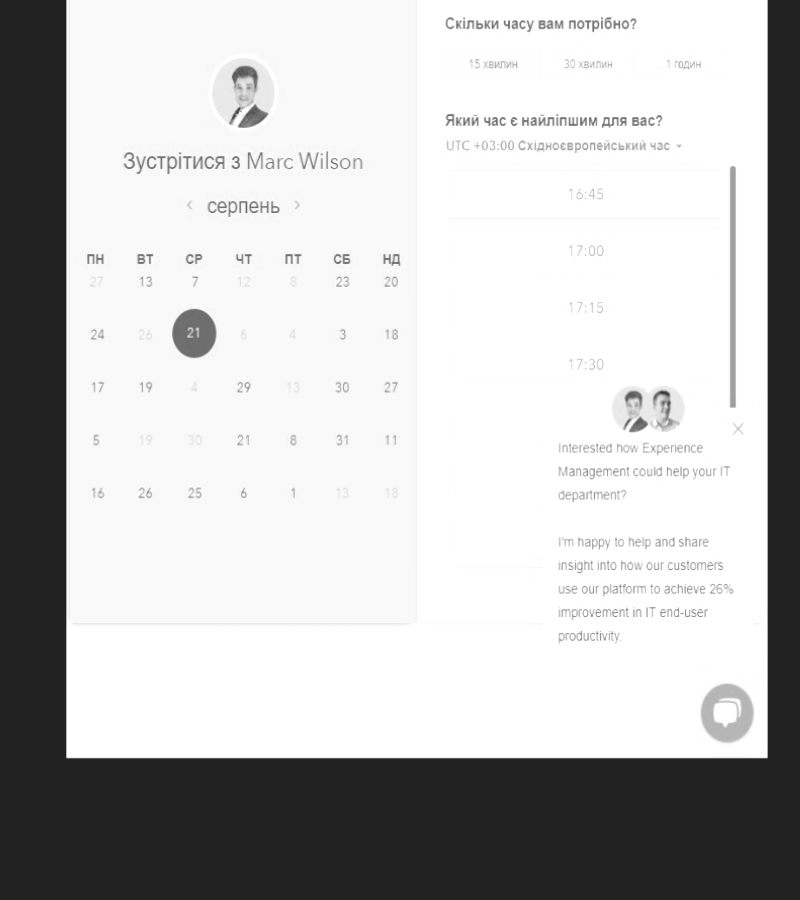 Зустрітися з Marc Wilson
серпень
ПН ВТ СР ЧТ ПТ СБ НД
27 13 7 12 8 23 20
24 26 21 6 4 3 18
17 19 4 29 13 30 27
5 19 30 21 8 31 11
16 26 25 6 1 13 18
Скільки часу вам потрібно?
15 хвилин 30 хвилин 1 годин
Який час є найліпшим для вас?
UTC +03:00 Східноєвропейський час
16:45
17:00
17:15
17:30
Interested how Experience
Management could help your IT
department?
I'm happy to help and share
insight into how our customers
use our platform to achieve 26%
improvement in IT end-user
productivity.